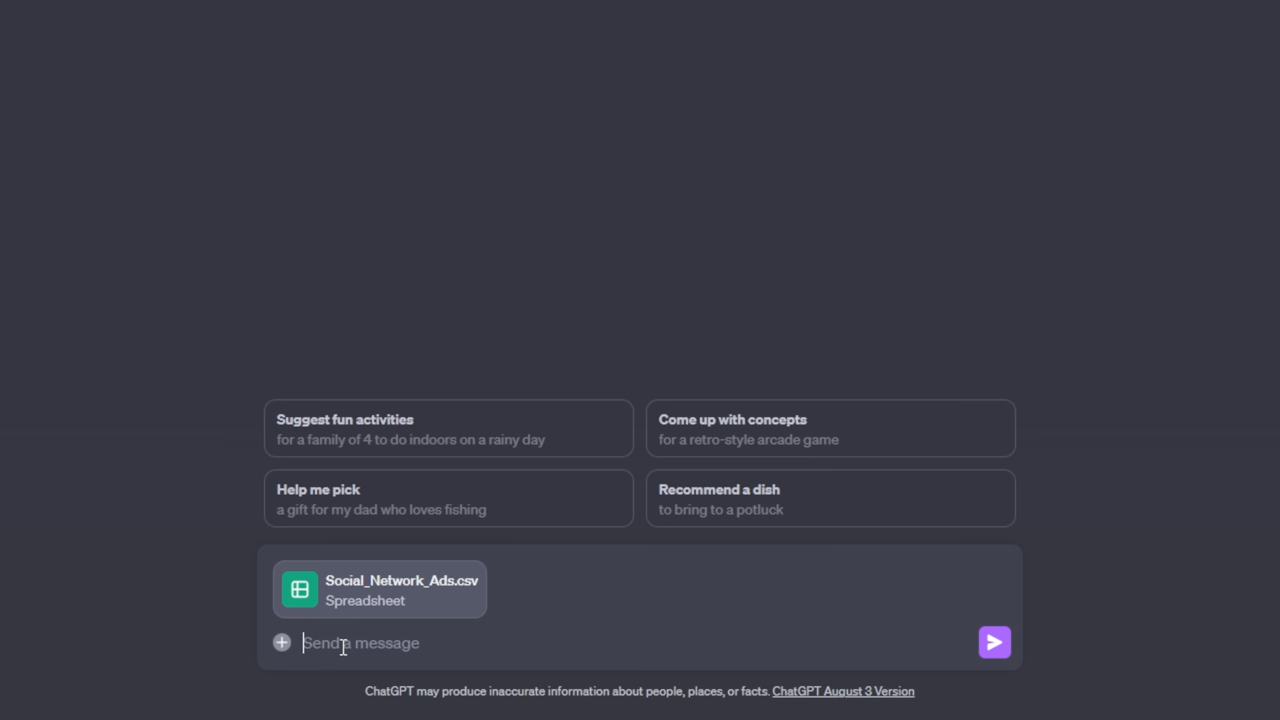 Suggest fun activities
for a family of 4 to do indoors on a rainy day
Come up with concepts
for a retro-style arcade game
Help me pick
a gift for my dad who loves fishing
Recommend a dish
to bring to a potluck
Social_Network_Ads.csv
Spreadsheet
Send a message
ChatGPT may produce inaccurate information about people, places, or facts. ChatGPT August 3 Version